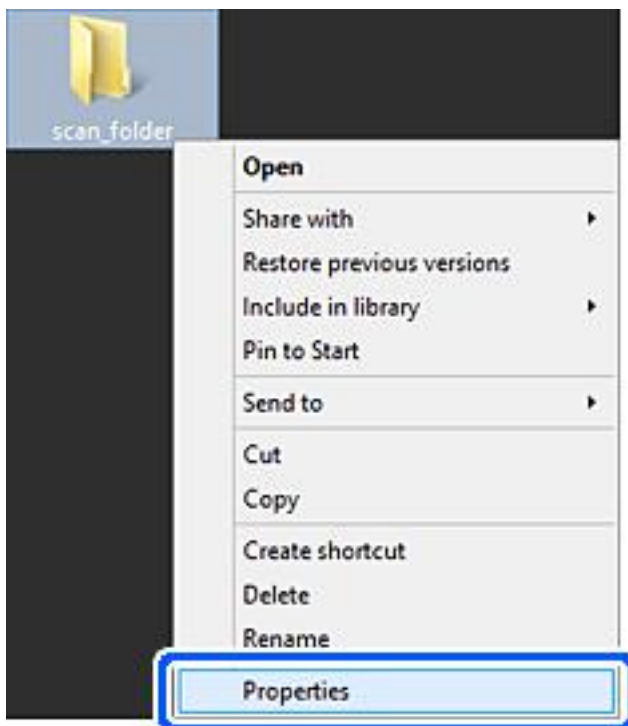 scan_folder
Open
Share with
Restore previous versions
Include in library
Pin to Start
Send to
Cut
Copy
Create shortcut
Delete
Rename
Properties